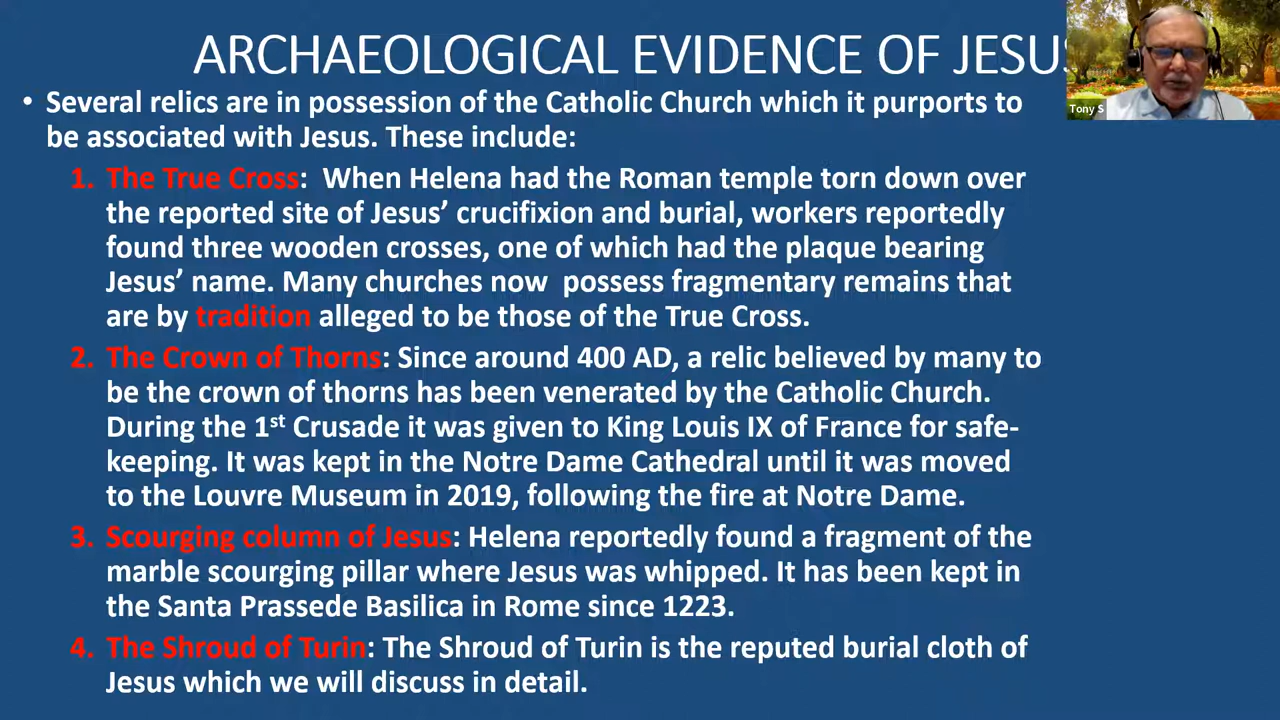 ARCHAEOLOGICAL EVIDENCE OF JESUS
• Several relics are in possession of the Catholic Church which it purports to
be associated with Jesus. These include:
1. The True Cross:  When Helena had the Roman temple torn down over
the reported site of Jesus’ crucifixion and burial, workers reportedly
found three wooden crosses, one of which had the plaque bearing
Jesus’ name. Many churches now  possess fragmentary remains that
are by tradition alleged to be those of the True Cross.
2. The Crown of Thorns: Since around 400 AD, a relic believed by many to
be the crown of thorns has been venerated by the Catholic Church.
During the 1st Crusade it was given to King Louis IX of France for safe-
keeping. It was kept in the Notre Dame Cathedral until it was moved
to the Louvre Museum in 2019, following the fire at Notre Dame.
3. Scourging column of Jesus: Helena reportedly found a fragment of the
marble scourging pillar where Jesus was whipped. It has been kept in
the Santa Prassede Basilica in Rome since 1223.
4. The Shroud of Turin: The Shroud of Turin is the reputed burial cloth of
Jesus which we will discuss in detail.
Tony S